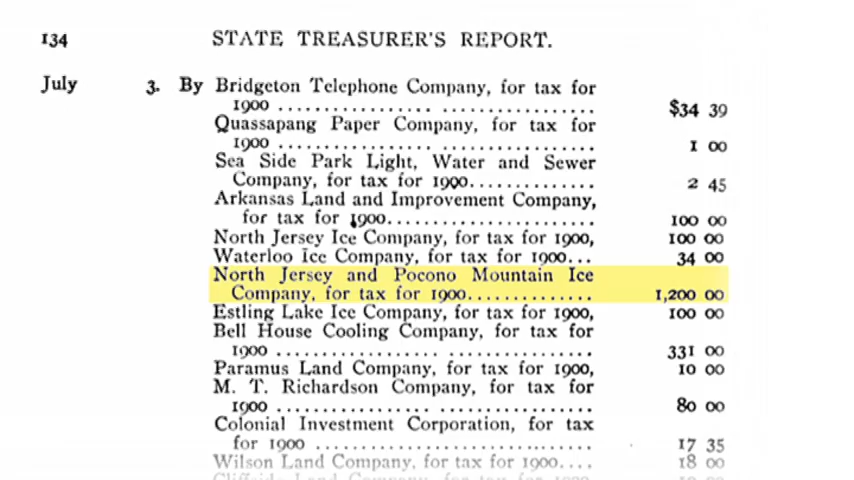 134 STATE TREASURER'S REPORT.
July 3. By Bridgeton Telephone Company, for tax for
1900 ................................ $34 39
Quassapang Paper Company, for tax for
1900 ................................ 1 00
Sea Side Park Light, Water and Sewer
Company, for tax for 1900............. 2 45
Arkansas Land and Improvement Company,
for tax for 1900...................... 100 00
North Jersey Ice Company, for tax for 1900, 100 00
Waterloo Ice Company, for tax for 1900... 34 00
North Jersey and Pocono Mountain Ice
Company, for tax for 1900............. 1,200 00
Estling Lake Ice Company, for tax for 1900, 100 00
Bell House Cooling Company, for tax for
1900 ................................ 331 00
Paramus Land Company, for tax for 1900, 10 00
M. T. Richardson Company, for tax for
1900 ................................ 80 00
Colonial Investment Corporation, for tax
for 1900 ............................ 17 35
Wilson Land Company, for tax for 1900.... 18 00